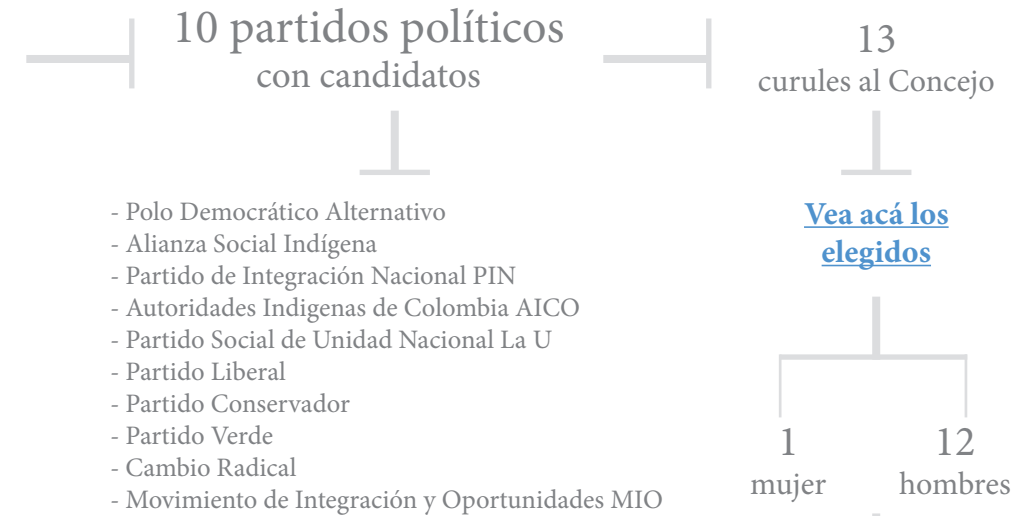 10 partidos políticos
con candidatos
- Polo Democrático Alternativo
- Alianza Social Indígena
- Partido de Integración Nacional PIN
- Autoridades Indigenas de Colombia AICO
- Partido Social de Unidad Nacional La U
- Partido Liberal
- Partido Conservador
- Partido Verde
- Cambio Radical
- Movimiento de Integración y Oportunidades MIO
13
curules al Concejo
Vea acá los
elegidos
1
mujer
12
hombres